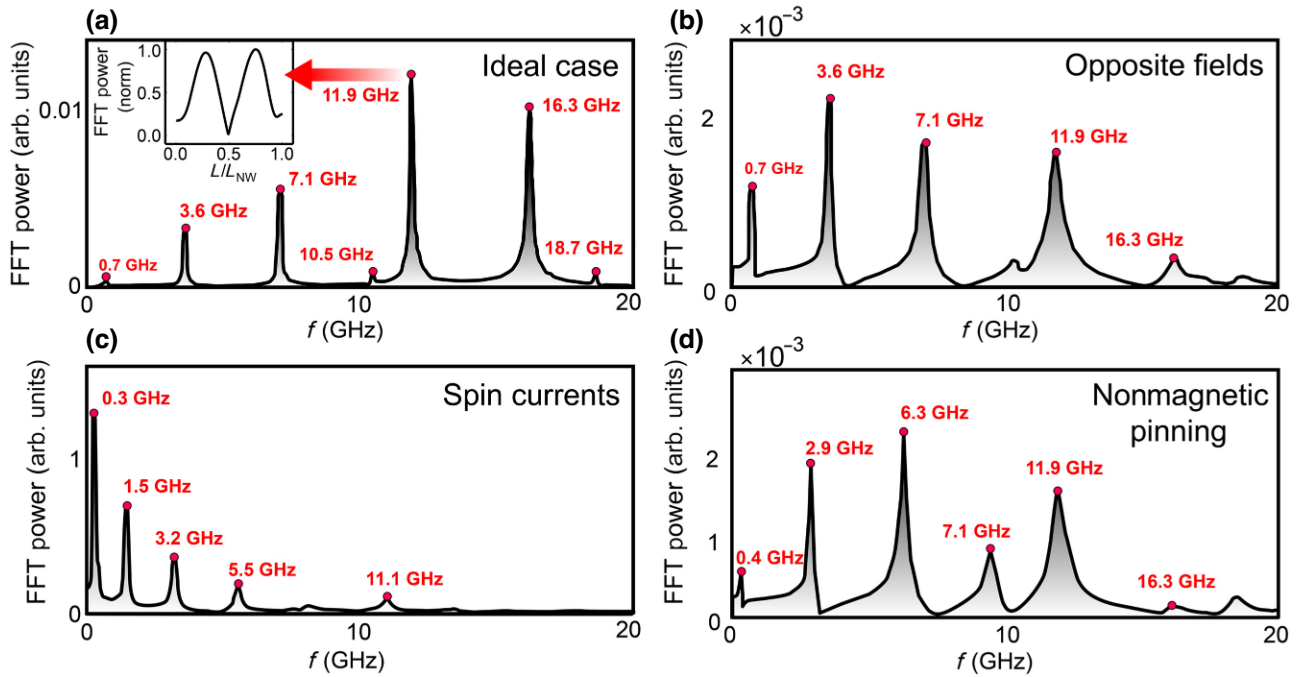 (a)
FFT power (arb. units)
0.01
0
FFT power
(norm)
1.0
0.5
0.0
0.0 0.5 1.0
L/L_NW
Ideal case
0.7 GHz
3.6 GHz
7.1 GHz
10.5 GHz
11.9 GHz
16.3 GHz
18.7 GHz
0 10 20
f (GHz)
(b)
×10⁻³
FFT power (arb. units)
2
0
Opposite fields
0.7 GHz
3.6 GHz
7.1 GHz
11.9 GHz
16.3 GHz
0 10 20
f (GHz)
(c)
FFT power (arb. units)
1
0
Spin currents
0.3 GHz
1.5 GHz
3.2 GHz
5.5 GHz
11.1 GHz
0 10 20
f (GHz)
(d)
×10⁻³
FFT power (arb. units)
2
1
0
Nonmagnetic
pinning
0.4 GHz
2.9 GHz
6.3 GHz
7.1 GHz
11.9 GHz
16.3 GHz
0 10 20
f (GHz)